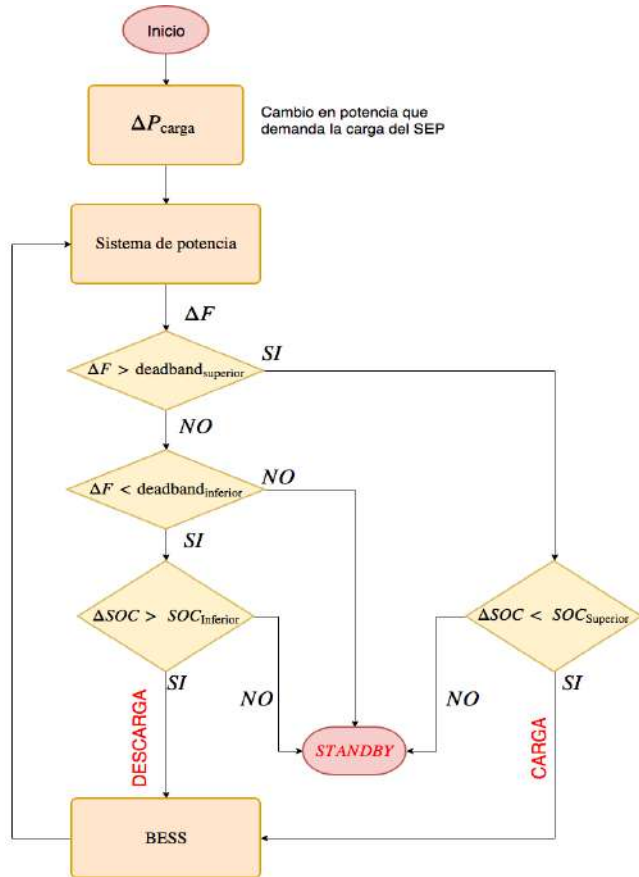 Inicio
ΔP_carga
Cambio en potencia que
demanda la carga del SEP
Sistema de potencia
ΔF
ΔF > deadband_superior
SI
NO
ΔF < deadband_inferior
NO
SI
ΔSOC > SOC_Inferior
ΔSOC < SOC_Superior
SI
NO
NO
SI
DESCARGA
STANDBY
CARGA
BESS